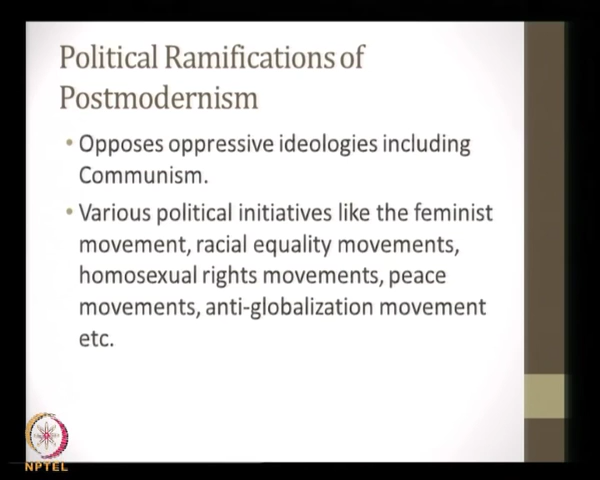 Political Ramifications of
Postmodernism
• Opposes oppressive ideologies including
Communism.
• Various political initiatives like the feminist
movement, racial equality movements,
homosexual rights movements, peace
movements, anti-globalization movement
etc.
NPTEL